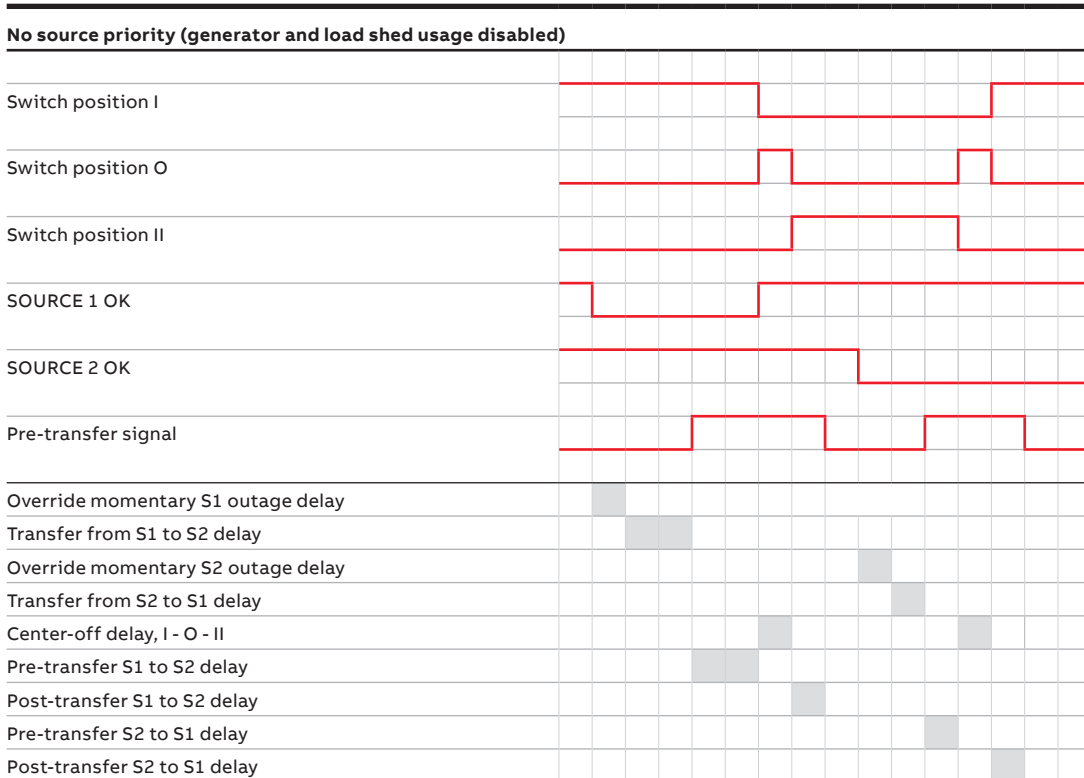 No source priority (generator and load shed usage disabled)
Switch position I
Switch position O
Switch position II
SOURCE 1 OK
SOURCE 2 OK
Pre-transfer signal
Override momentary S1 outage delay
Transfer from S1 to S2 delay
Override momentary S2 outage delay
Transfer from S2 to S1 delay
Center-off delay, I - O - II
Pre-transfer S1 to S2 delay
Post-transfer S1 to S2 delay
Pre-transfer S2 to S1 delay
Post-transfer S2 to S1 delay